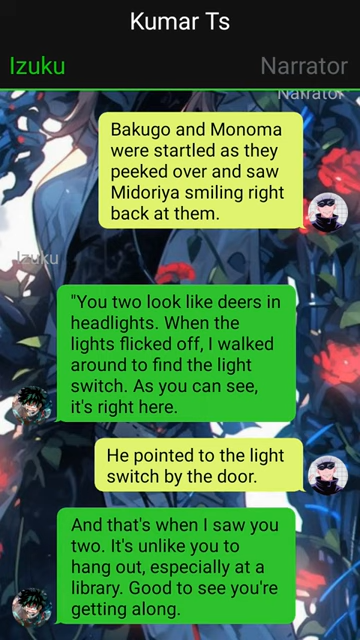 Kumar Ts
Izuku
Narrator
Narrator
Bakugo and Monoma
were startled as they
peeked over and saw
Midoriya smiling right
back at them.
Izuku
"You two look like deers in
headlights. When the
lights flicked off, I walked
around to find the light
switch. As you can see,
it's right here.
He pointed to the light
switch by the door.
And that's when I saw you
two. It's unlike you to
hang out, especially at a
library. Good to see you're
getting along.